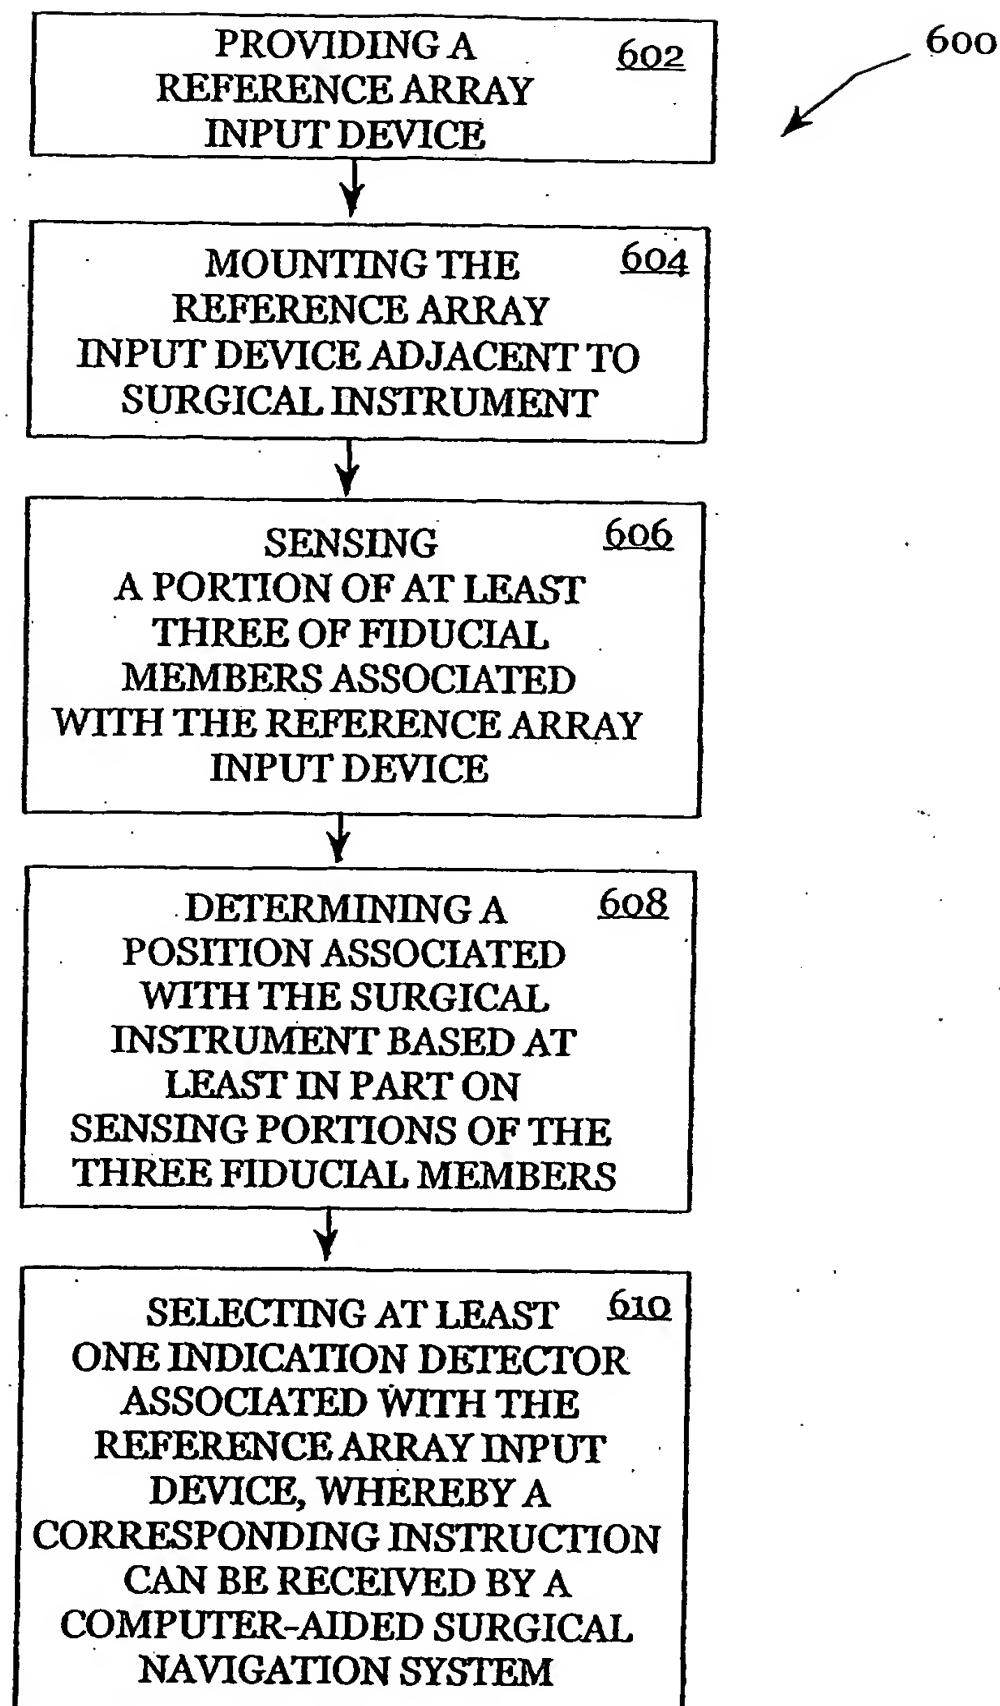 600
PROVIDING A 602
REFERENCE ARRAY
INPUT DEVICE
MOUNTING THE 604
REFERENCE ARRAY
INPUT DEVICE ADJACENT TO
SURGICAL INSTRUMENT
SENSING 606
A PORTION OF AT LEAST
THREE OF FIDUCIAL
MEMBERS ASSOCIATED
WITH THE REFERENCE ARRAY
INPUT DEVICE
DETERMINING A 608
POSITION ASSOCIATED
WITH THE SURGICAL
INSTRUMENT BASED AT
LEAST IN PART ON
SENSING PORTIONS OF THE
THREE FIDUCIAL MEMBERS
SELECTING AT LEAST 610
ONE INDICATION DETECTOR
ASSOCIATED WITH THE
REFERENCE ARRAY INPUT
DEVICE, WHEREBY A
CORRESPONDING INSTRUCTION
CAN BE RECEIVED BY A
COMPUTER-AIDED SURGICAL
NAVIGATION SYSTEM